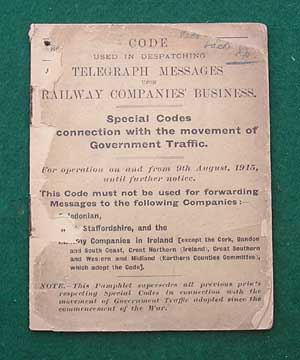 CODE
USED IN DESPATCHING
TELEGRAPH MESSAGES
UPON
RAILWAY COMPANIES' BUSINESS.
Special Codes
connection with the movement of
Government Traffic.
For operation on and from 9th August, 1915,
until further notice.
This Code must not be used for forwarding
Messages to the following Companies:—
ledonian,
Staffordshire, and the
Companies in Ireland [except the Cork, Bandon
and South Coast, Great Northern (Ireland), Great Southern
and Western and Midland (Northern Counties Committee),
which adopt the Code].
NOTE.—This Pamphlet supersedes all previous prints
respecting Special Codes in connection with the
movement of Government Traffic adopted since the
commencement of the War.